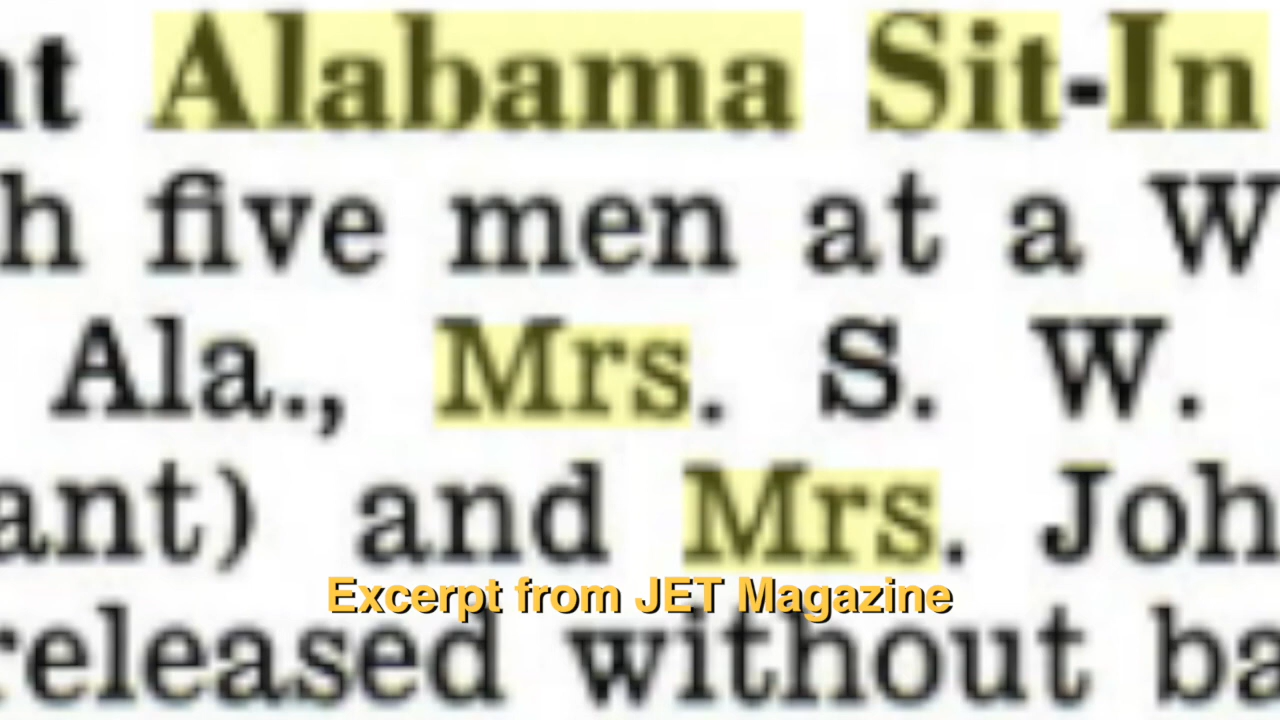 nt Alabama Sit-In
h five men at a W
Ala., Mrs. S. W.
ant) and Mrs. Joh
Excerpt from JET Magazine
released without ba